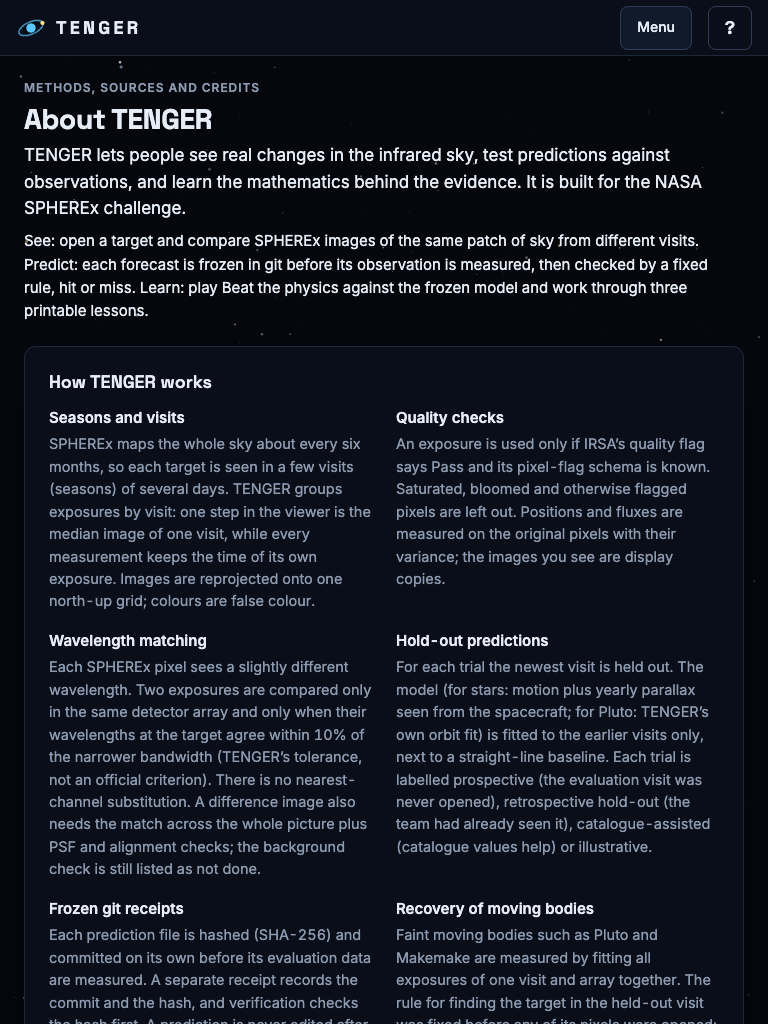 TENGER
Menu
?
METHODS, SOURCES AND CREDITS
About TENGER
TENGER lets people see real changes in the infrared sky, test predictions against
observations, and learn the mathematics behind the evidence. It is built for the NASA
SPHEREx challenge.
See: open a target and compare SPHEREx images of the same patch of sky from different visits.
Predict: each forecast is frozen in git before its observation is measured, then checked by a fixed
rule, hit or miss. Learn: play Beat the physics against the frozen model and work through three
printable lessons.
How TENGER works
Seasons and visits
SPHEREx maps the whole sky about every six
months, so each target is seen in a few visits
(seasons) of several days. TENGER groups
exposures by visit: one step in the viewer is the
median image of one visit, while every
measurement keeps the time of its own
exposure. Images are reprojected onto one
north-up grid; colours are false colour.
Quality checks
An exposure is used only if IRSA's quality flag
says Pass and its pixel-flag schema is known.
Saturated, bloomed and otherwise flagged
pixels are left out. Positions and fluxes are
measured on the original pixels with their
variance; the images you see are display
copies.
Wavelength matching
Each SPHEREx pixel sees a slightly different
wavelength. Two exposures are compared only
in the same detector array and only when their
wavelengths at the target agree within 10% of
the narrower bandwidth (TENGER's tolerance,
not an official criterion). There is no nearest-
channel substitution. A difference image also
needs the match across the whole picture plus
PSF and alignment checks; the background
check is still listed as not done.
Hold-out predictions
For each trial the newest visit is held out. The
model (for stars: motion plus yearly parallax
seen from the spacecraft; for Pluto: TENGER's
own orbit fit) is fitted to the earlier visits only,
next to a straight-line baseline. Each trial is
labelled prospective (the evaluation visit was
never opened), retrospective hold-out (the
team had already seen it), catalogue-assisted
(catalogue values help) or illustrative.
Frozen git receipts
Each prediction file is hashed (SHA-256) and
committed on its own before its evaluation data
are measured. A separate receipt records the
commit and the hash, and verification checks
the hash first. A prediction is never edited after
Recovery of moving bodies
Faint moving bodies such as Pluto and
Makemake are measured by fitting all
exposures of one visit and array together. The
rule for finding the target in the held-out visit
was fixed before any of its pixels were opened;